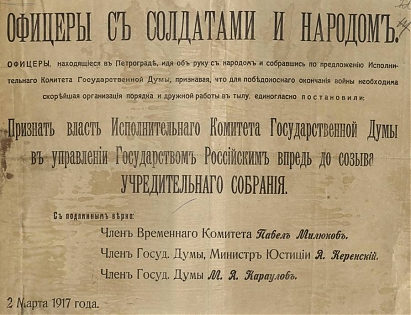 ОФИЦЕРЫ СЪ СОЛДАТАМИ И НАРОДОМЪ.
ОФИЦЕРЫ, находящіеся въ Петроградѣ, идя объ руку съ народомъ и собравшись по предложенію Исполни-
тельнаго Комитета Государственной Думы, признавая, что для побѣдоноснаго окончанія войны необходима
скорѣйшая организація порядка и дружной работы въ тылу, единогласно постановили:
Признать власть Исполнительнаго Комитета Государственной Думы
въ управленіи Государствомъ Россійскимъ впредь до созыва
УЧРЕДИТЕЛЬНАГО СОБРАНІЯ.
Съ подлиннымъ вѣрно:
Членъ Временнаго Комитета Павелъ Милюковъ.
Членъ Госуд. Думы, Министръ Юстиціи Я. Керенскій.
Членъ Госуд. Думы М. Я. Карауловъ.
2 Марта 1917 года.